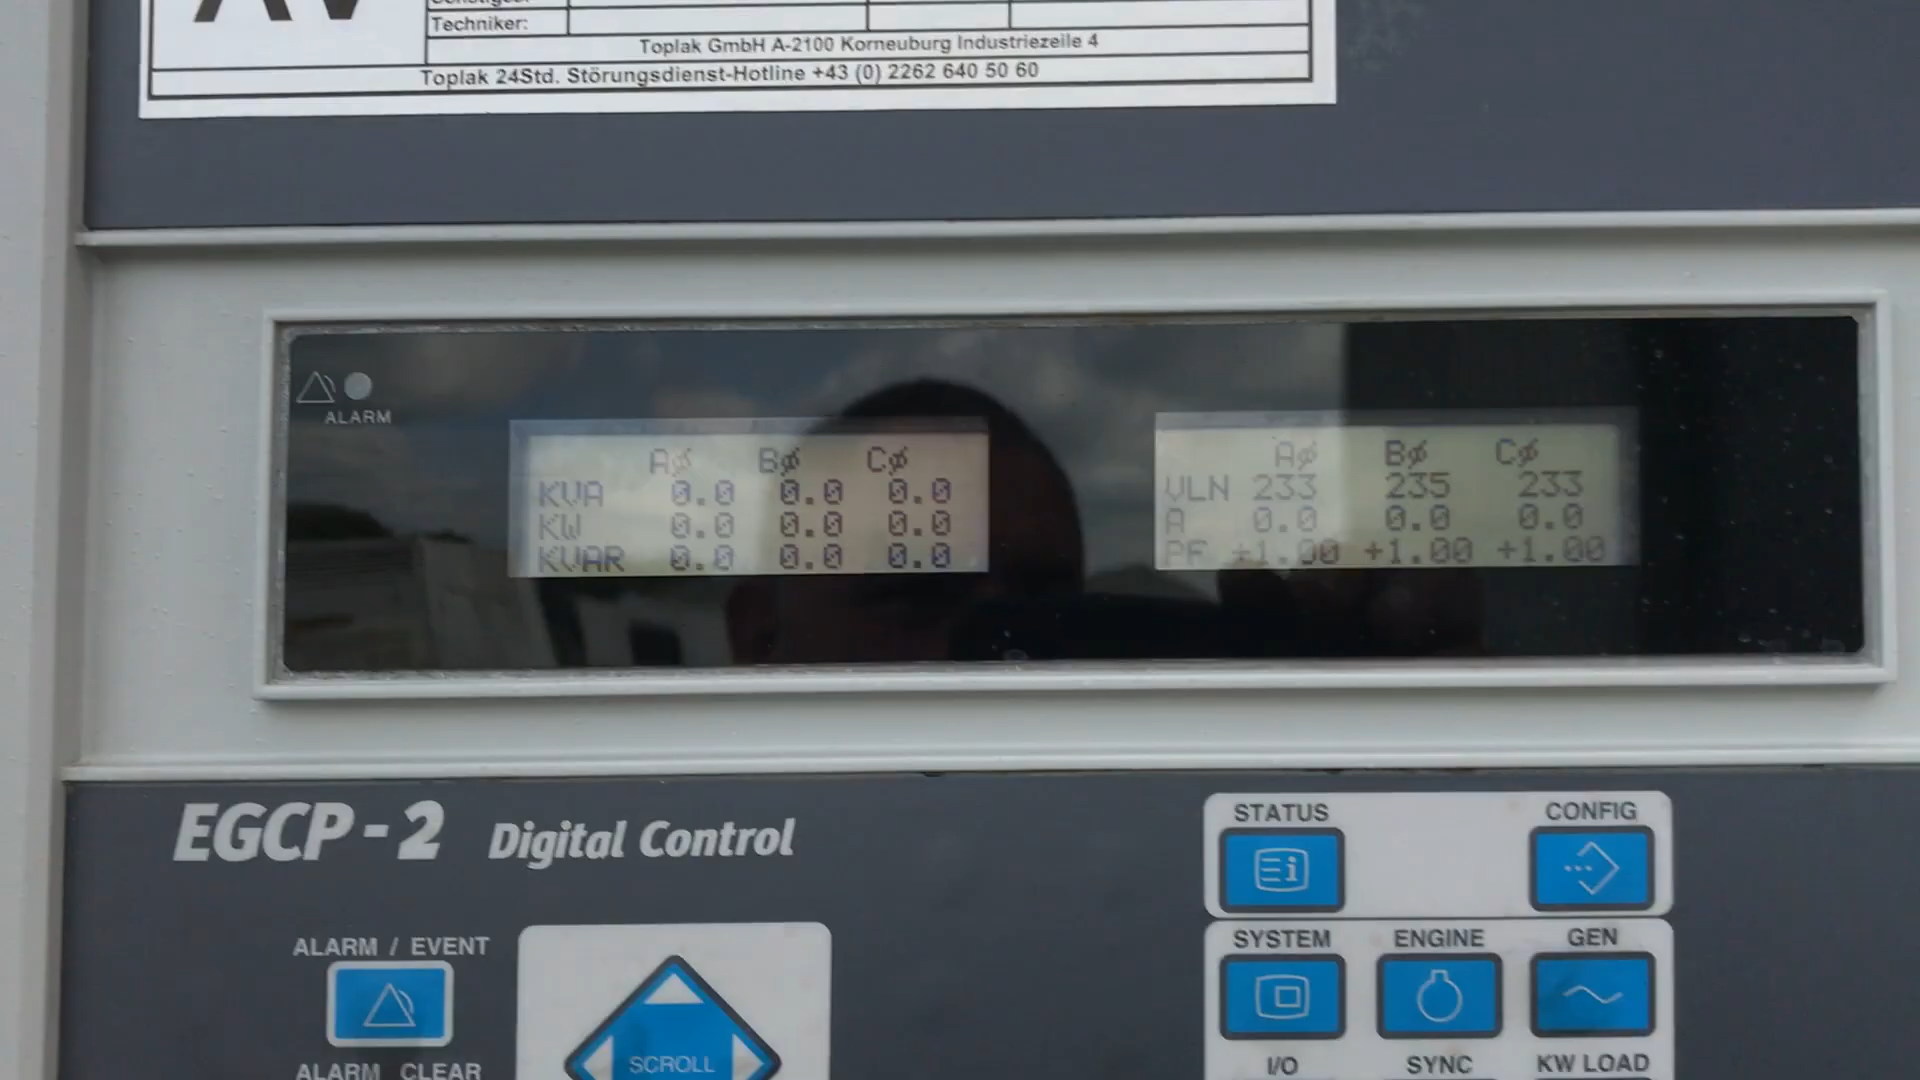 AV
Sonstiges:
Techniker:
Toplak GmbH A-2100 Korneuburg Industriezeile 4
Toplak 24Std. Störungsdienst-Hotline +43 (0) 2262 640 50 60
ALARM
AØ BØ CØ
KVA 0.0 0.0 0.0
KW 0.0 0.0 0.0
KVAR 0.0 0.0 0.0
AØ BØ CØ
VLN 233 235 233
A 0.0 0.0 0.0
PF +1.00 +1.00 +1.00
EGCP-2 Digital Control
STATUS
CONFIG
ALARM / EVENT
SYSTEM
ENGINE
GEN
SCROLL
ALARM CLEAR
I/O
SYNC
KW LOAD